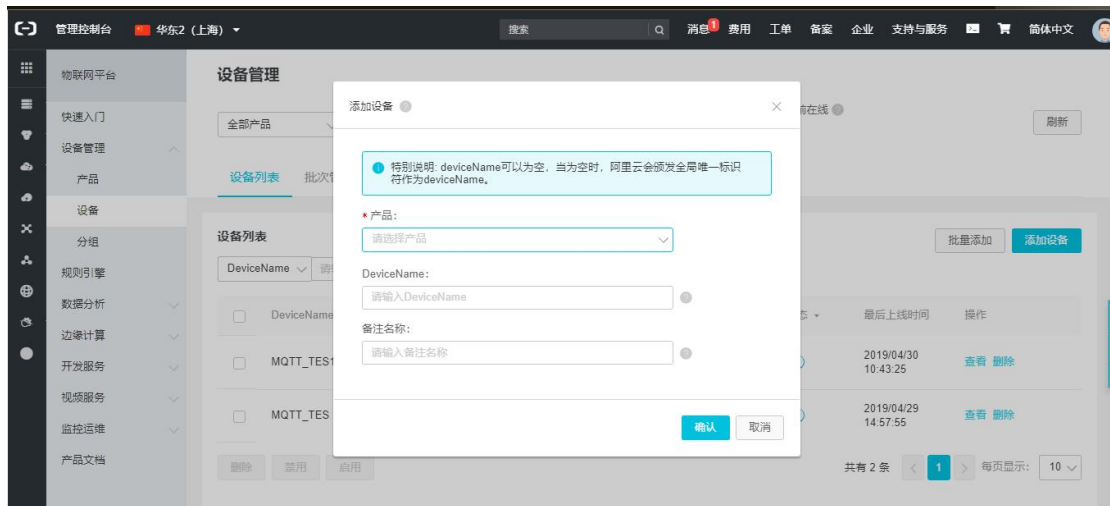 管理控制台 华东2（上海） 搜索 消息 1 费用 工单 备案 企业 支持与服务 简体中文
物联网平台
快速入门
设备管理
产品
设备
分组
规则引擎
数据分析
边缘计算
开发服务
视频服务
监控运维
产品文档
设备管理
全部产品
刷新
设备列表
设备列表
批量添加 添加设备
DeviceName
DeviceName 最后上线时间 操作
MQTT_TES1 2019/04/30
10:43:25 查看 删除
MQTT_TES 2019/04/29
14:57:55 查看 删除
删除 禁用 启用
共有 2 条 1 每页显示: 10
添加设备
特别说明: deviceName可以为空，当为空时，阿里云会颁发全局唯一标识
符作为deviceName。
* 产品:
请选择产品
DeviceName:
请输入DeviceName
备注名称:
请输入备注名称
确认 取消